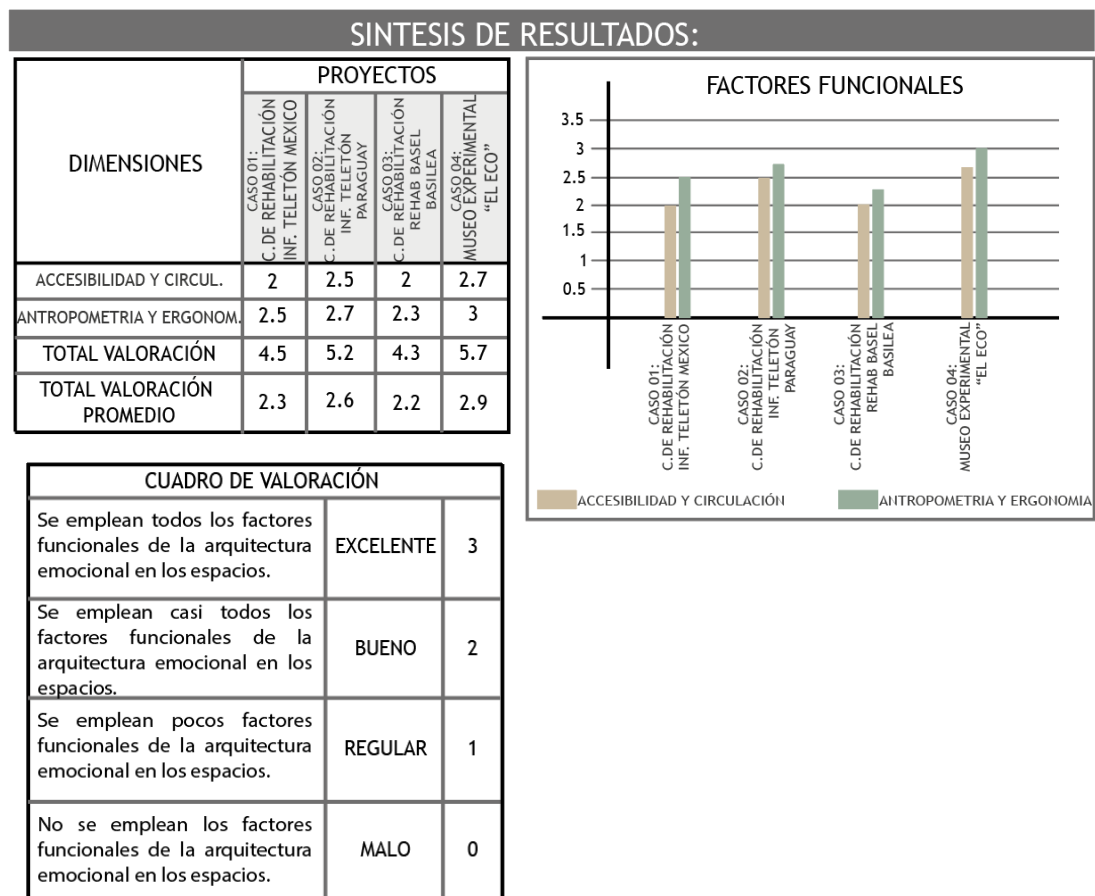 SINTESIS DE RESULTADOS:
DIMENSIONES
PROYECTOS
CASO 01:
C.DE REHABILITACIÓN
INF. TELETÓN MEXICO
CASO 02:
C.DE REHABILITACIÓN
INF. TELETÓN
PARAGUAY
CASO 03:
C.DE REHABILITACIÓN
REHAB BASEL
BASILEA
CASO 04:
MUSEO EXPERIMENTAL
“EL ECO”
ACCESIBILIDAD Y CIRCUL. 2 2.5 2 2.7
ANTROPOMETRIA Y ERGONOM. 2.5 2.7 2.3 3
TOTAL VALORACIÓN 4.5 5.2 4.3 5.7
TOTAL VALORACIÓN
PROMEDIO 2.3 2.6 2.2 2.9
FACTORES FUNCIONALES
3.5
3
2.5
2
1.5
1
0.5
CASO 01:
C.DE REHABILITACIÓN
INF. TELETÓN MEXICO
CASO 02:
C.DE REHABILITACIÓN
INF. TELETÓN
PARAGUAY
CASO 03:
C.DE REHABILITACIÓN
REHAB BASEL
BASILEA
CASO 04:
MUSEO EXPERIMENTAL
“EL ECO”
ACCESIBILIDAD Y CIRCULACIÓN
ANTROPOMETRIA Y ERGONOMIA
CUADRO DE VALORACIÓN
Se emplean todos los factores
funcionales de la arquitectura
emocional en los espacios.
EXCELENTE 3
Se emplean casi todos los
factores funcionales de la
arquitectura emocional en los
espacios.
BUENO 2
Se emplean pocos factores
funcionales de la arquitectura
emocional en los espacios.
REGULAR 1
No se emplean los factores
funcionales de la arquitectura
emocional en los espacios.
MALO 0